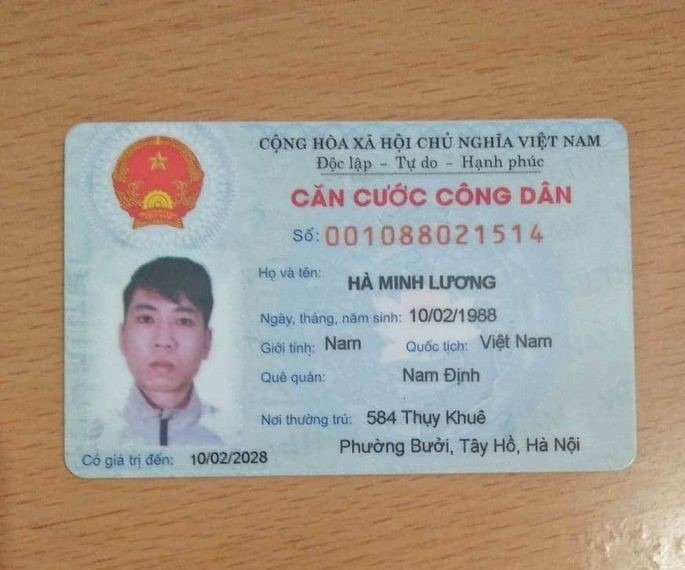 CỘNG HÒA XÃ HỘI CHỦ NGHĨA VIỆT NAM
Độc lập - Tự do - Hạnh phúc
CĂN CƯỚC CÔNG DÂN
Số: 001088021514
Họ và tên:
HÀ MINH LƯƠNG
Ngày, tháng, năm sinh: 10/02/1988
Giới tính: Nam Quốc tịch: Việt Nam
Quê quán: Nam Định
Nơi thường trú: 584 Thụy Khuê
Phường Bưởi, Tây Hồ, Hà Nội
Có giá trị đến: 10/02/2028